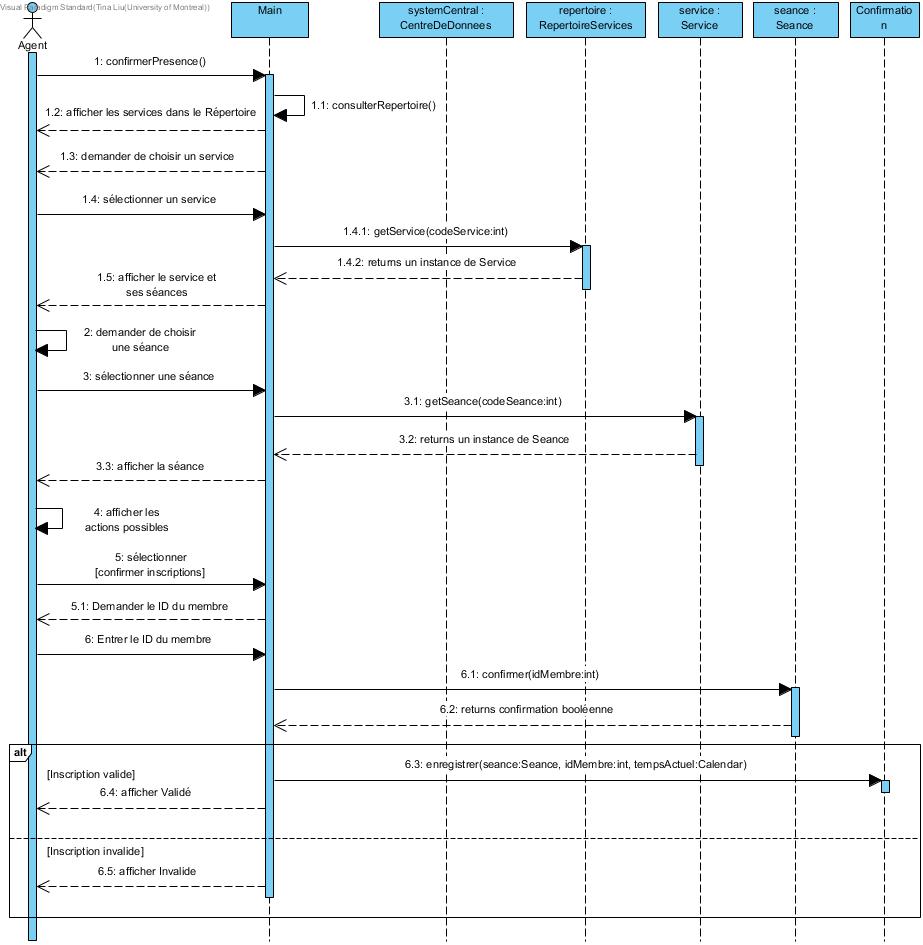 Visual Paradigm Standard(Tina Liu(University of Montreal))
Agent
Main
systemCentral :
CentreDeDonnees
repertoire :
RepertoireServices
service :
Service
seance :
Seance
Confirmatio
n
1: confirmerPresence()
1.1: consulterRepertoire()
1.2: afficher les services dans le Répertoire
1.3: demander de choisir un service
1.4: sélectionner un service
1.4.1: getService(codeService:int)
1.4.2: returns un instance de Service
1.5: afficher le service et
ses séances
2: demander de choisir
une séance
3: sélectionner une séance
3.1: getSeance(codeSeance:int)
3.2: returns un instance de Seance
3.3: afficher la séance
4: afficher les
actions possibles
5: sélectionner
[confirmer inscriptions]
5.1: Demander le ID du membre
6: Entrer le ID du membre
6.1: confirmer(idMembre:int)
6.2: returns confirmation booléenne
alt
6.3: enregistrer(seance:Seance, idMembre:int, tempsActuel:Calendar)
[Inscription valide]
6.4: afficher Validé
[Inscription invalide]
6.5: afficher Invalide